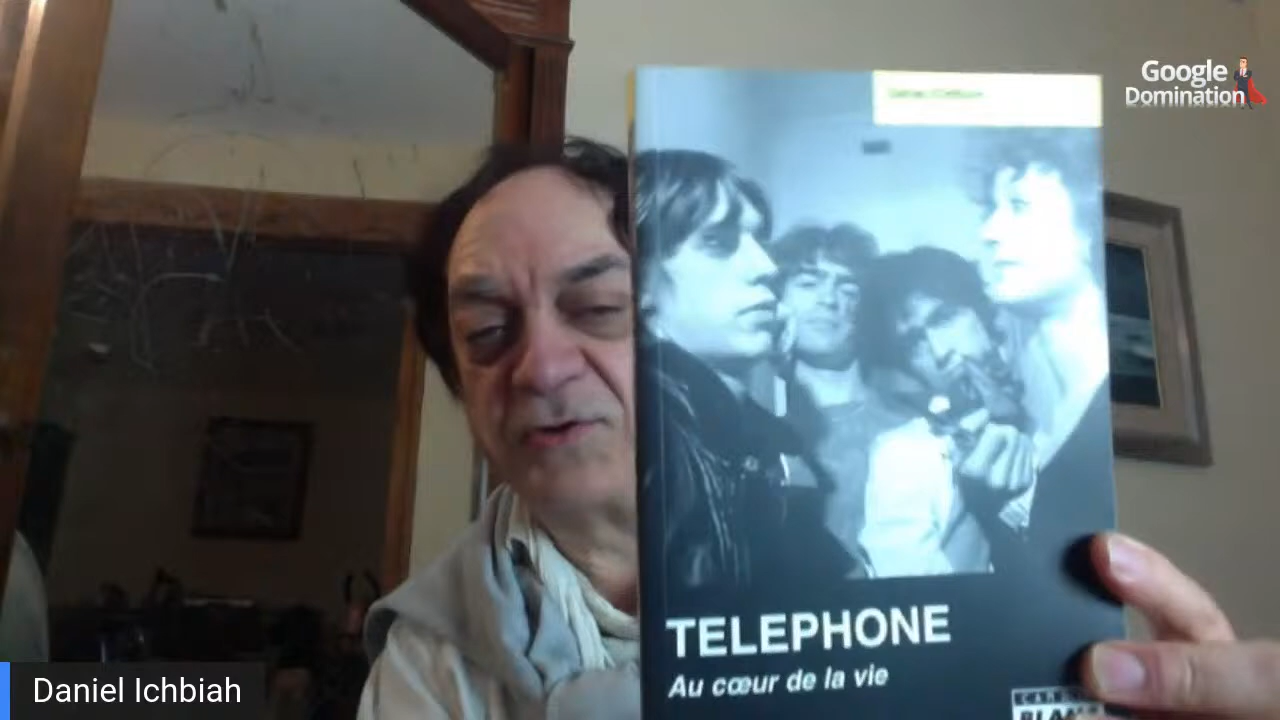 Google
Domination
TELEPHONE
Au cœur de la vie
Daniel Ichbiah